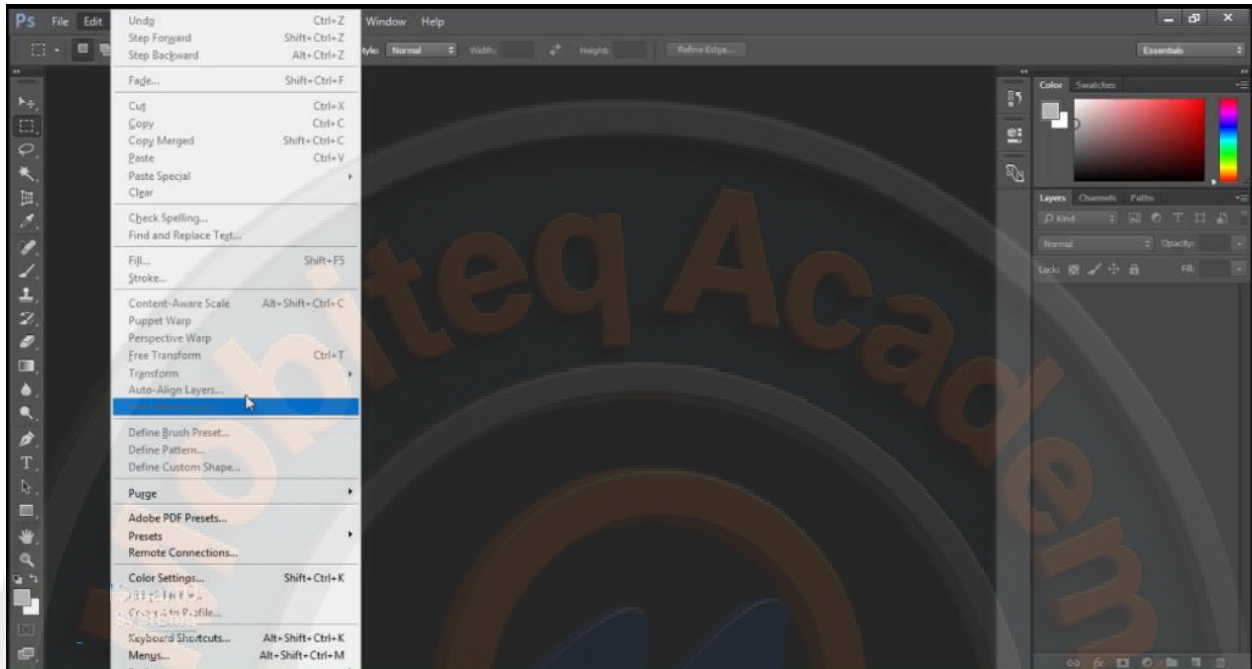 Ps File Edit Window Help
Style: Normal Width: Height: Refine Edge... Essentials
Undo Ctrl+Z
Step Forward Shift+Ctrl+Z
Step Backward Alt+Ctrl+Z
Fade... Shift+Ctrl+F
Cut Ctrl+X
Copy Ctrl+C
Copy Merged Shift+Ctrl+C
Paste Ctrl+V
Paste Special
Clear
Check Spelling...
Find and Replace Text...
Fill... Shift+F5
Stroke...
Content-Aware Scale Alt+Shift+Ctrl+C
Puppet Warp
Perspective Warp
Free Transform Ctrl+T
Transform
Auto-Align Layers...
Define Brush Preset...
Define Pattern...
Define Custom Shape...
Purge
Adobe PDF Presets...
Presets
Remote Connections...
Color Settings... Shift+Ctrl+K
Convert to Profile...
Keyboard Shortcuts... Alt+Shift+Ctrl+K
Menus... Alt+Shift+Ctrl+M
Color Swatches
Layers Channels Paths
Kind
Normal Opacity:
Lock: Fill:
Mobiteq Academ